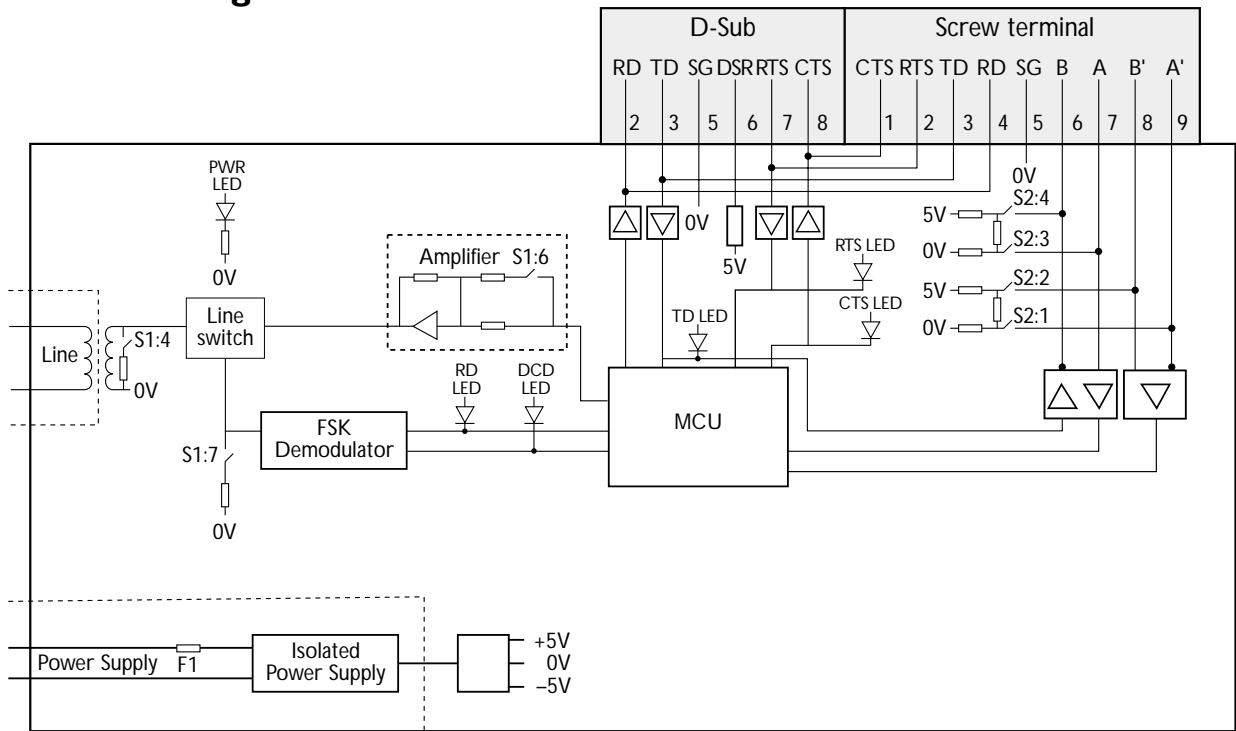 D-Sub
Screw terminal
RD TD SG DSR RTS CTS
CTS RTS TD RD SG B A B' A'
2 3 5 6 7 8
1 2 3 4 5 6 7 8 9
PWR
LED
0V
Amplifier S1:6
Line
S1:4
0V
Line
switch
0V
5V
RTS LED
CTS LED
TD LED
0V
5V
S2:4
0V
S2:3
5V
S2:2
0V
S2:1
RD
LED
DCD
LED
FSK
Demodulator
MCU
S1:7
0V
Power Supply F1
Isolated
Power Supply
+5V
0V
–5V